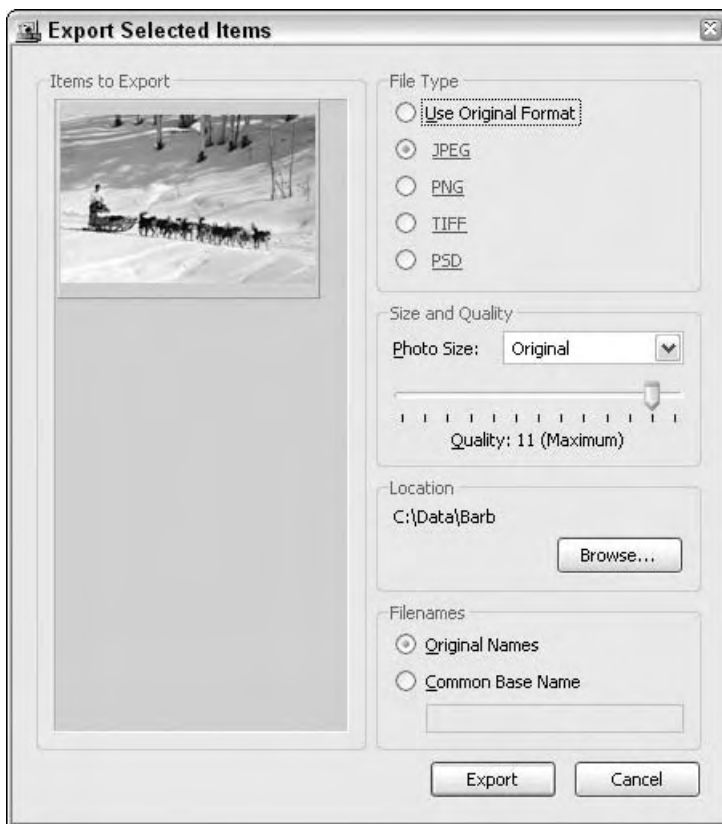 Export Selected Items
Items to Export
File Type
Use Original Format
JPEG
PNG
TIFF
PSD
Size and Quality
Photo Size: Original
Quality: 11 (Maximum)
Location
C:\Data\Barb
Browse...
Filenames
Original Names
Common Base Name
Export Cancel